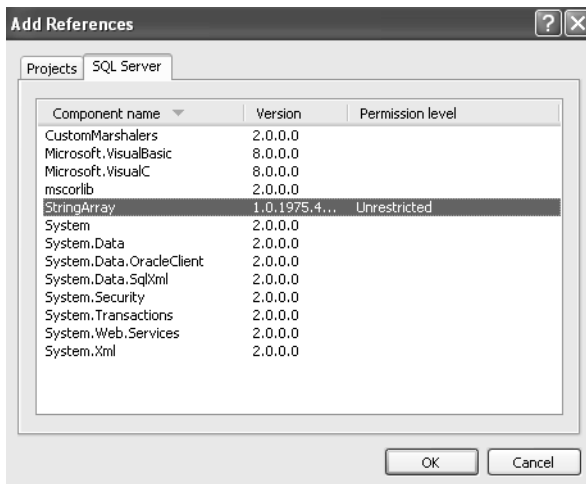 Add References
Projects SQL Server
Component name Version Permission level
CustomMarshalers 2.0.0.0
Microsoft.VisualBasic 8.0.0.0
Microsoft.VisualC 8.0.0.0
mscorlib 2.0.0.0
StringArray 1.0.1975.4... Unrestricted
System 2.0.0.0
System.Data 2.0.0.0
System.Data.OracleClient 2.0.0.0
System.Data.SqlXml 2.0.0.0
System.Security 2.0.0.0
System.Transactions 2.0.0.0
System.Web.Services 2.0.0.0
System.Xml 2.0.0.0
OK Cancel